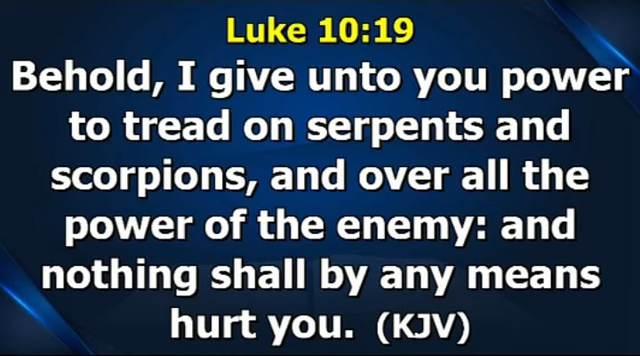 Luke 10:19
Behold, I give unto you power
to tread on serpents and
scorpions, and over all the
power of the enemy: and
nothing shall by any means
hurt you. (KJV)